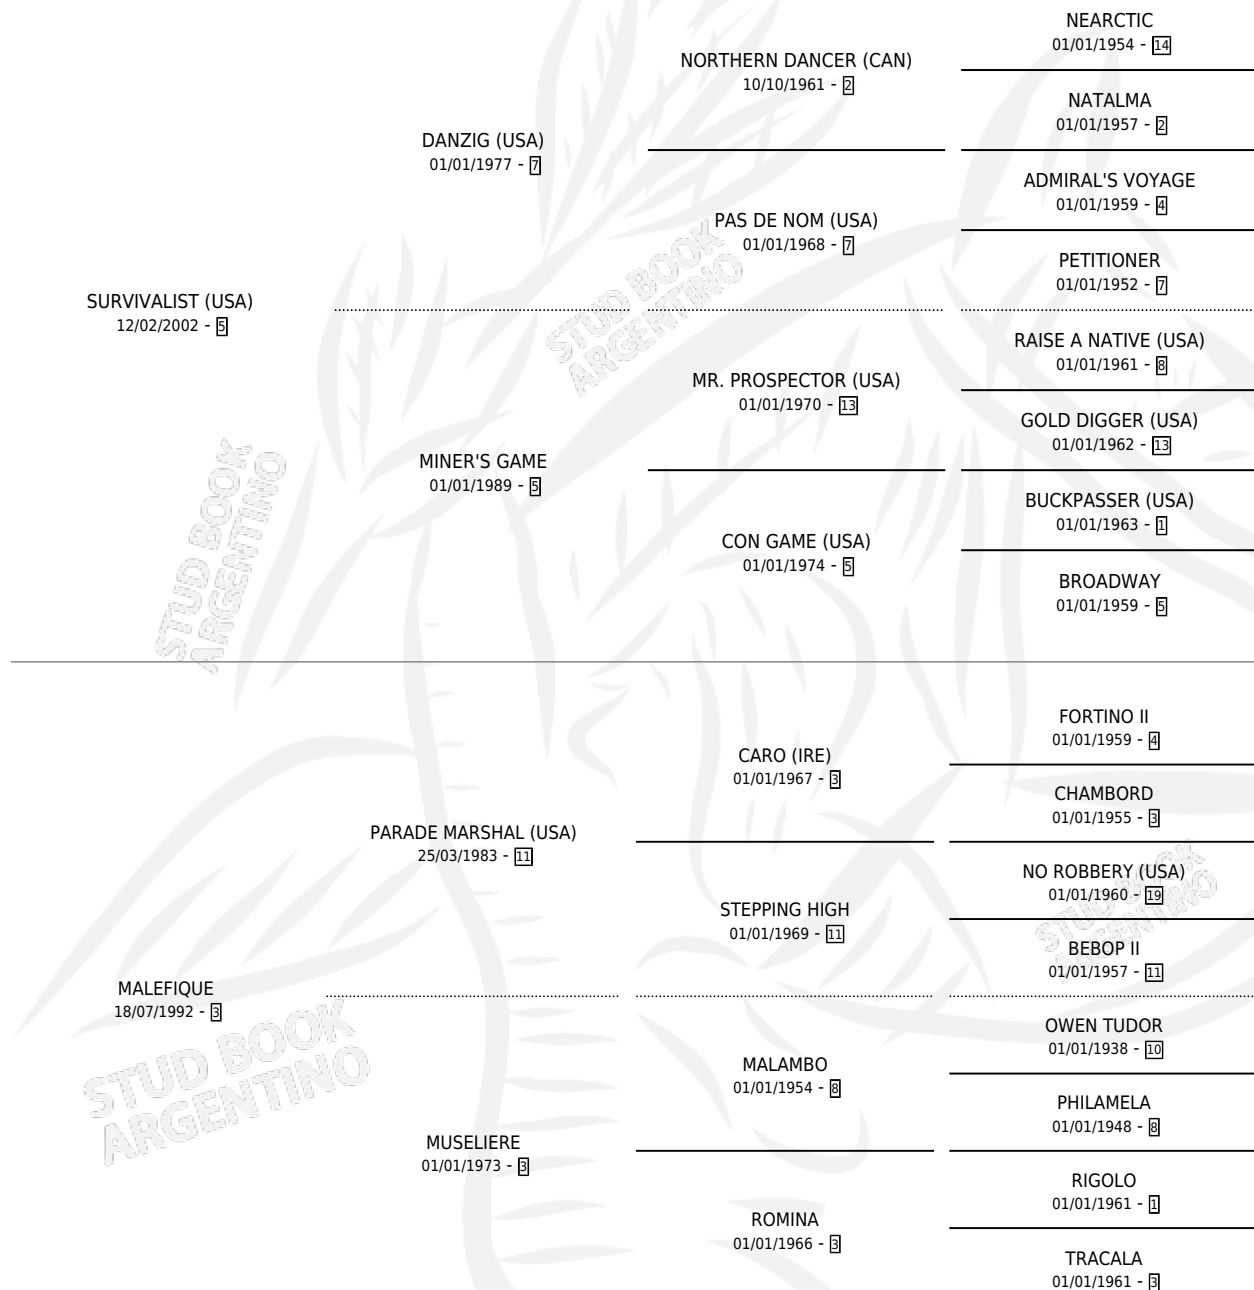 NEARCTIC
01/01/1954 - 14
NORTHERN DANCER (CAN)
10/10/1961 - 2
NATALMA
01/01/1957 - 2
DANZIG (USA)
01/01/1977 - 7
ADMIRAL'S VOYAGE
01/01/1959 - 4
PAS DE NOM (USA)
01/01/1968 - 7
PETITIONER
01/01/1952 - 7
SURVIVALIST (USA)
12/02/2002 - 5
STUD BOOK
ARGENTINO
RAISE A NATIVE (USA)
01/01/1961 - 8
MR. PROSPECTOR (USA)
01/01/1970 - 13
GOLD DIGGER (USA)
01/01/1962 - 13
MINER'S GAME
01/01/1989 - 5
BUCKPASSER (USA)
01/01/1963 - 1
CON GAME (USA)
01/01/1974 - 5
BROADWAY
01/01/1959 - 5
STUD BOOK
ARGENTINO
FORTINO II
01/01/1959 - 4
CARO (IRE)
01/01/1967 - 3
CHAMBORD
01/01/1955 - 3
PARADE MARSHAL (USA)
25/03/1983 - 11
NO ROBBERY (USA)
01/01/1960 - 19
STEPPING HIGH
01/01/1969 - 11
STUD BOOK
ARGENTINO
BEBOP II
01/01/1957 - 11
MALEFIQUE
18/07/1992 - 3
OWEN TUDOR
01/01/1938 - 10
MALAMBO
01/01/1954 - 8
PHILAMELA
01/01/1948 - 8
STUD BOOK
ARGENTINO
MUSELIERE
01/01/1973 - 3
RIGOLO
01/01/1961 - 1
ROMINA
01/01/1966 - 3
TRACALA
01/01/1961 - 3